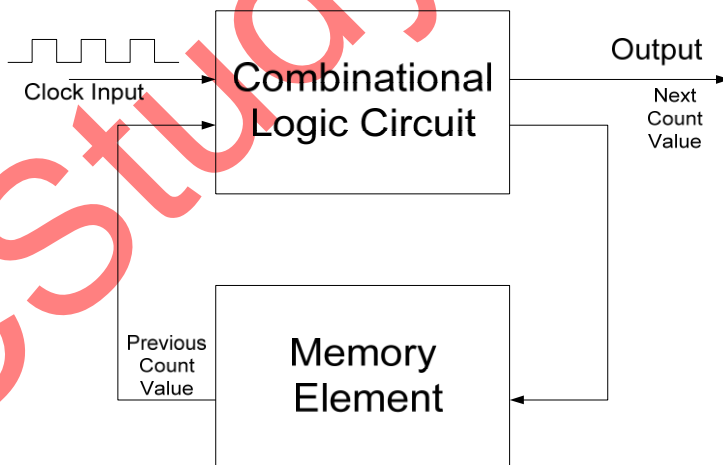 Output
Clock Input
Combinational
Logic Circuit
Next
Count
Value
Previous
Count
Value
Memory
Element